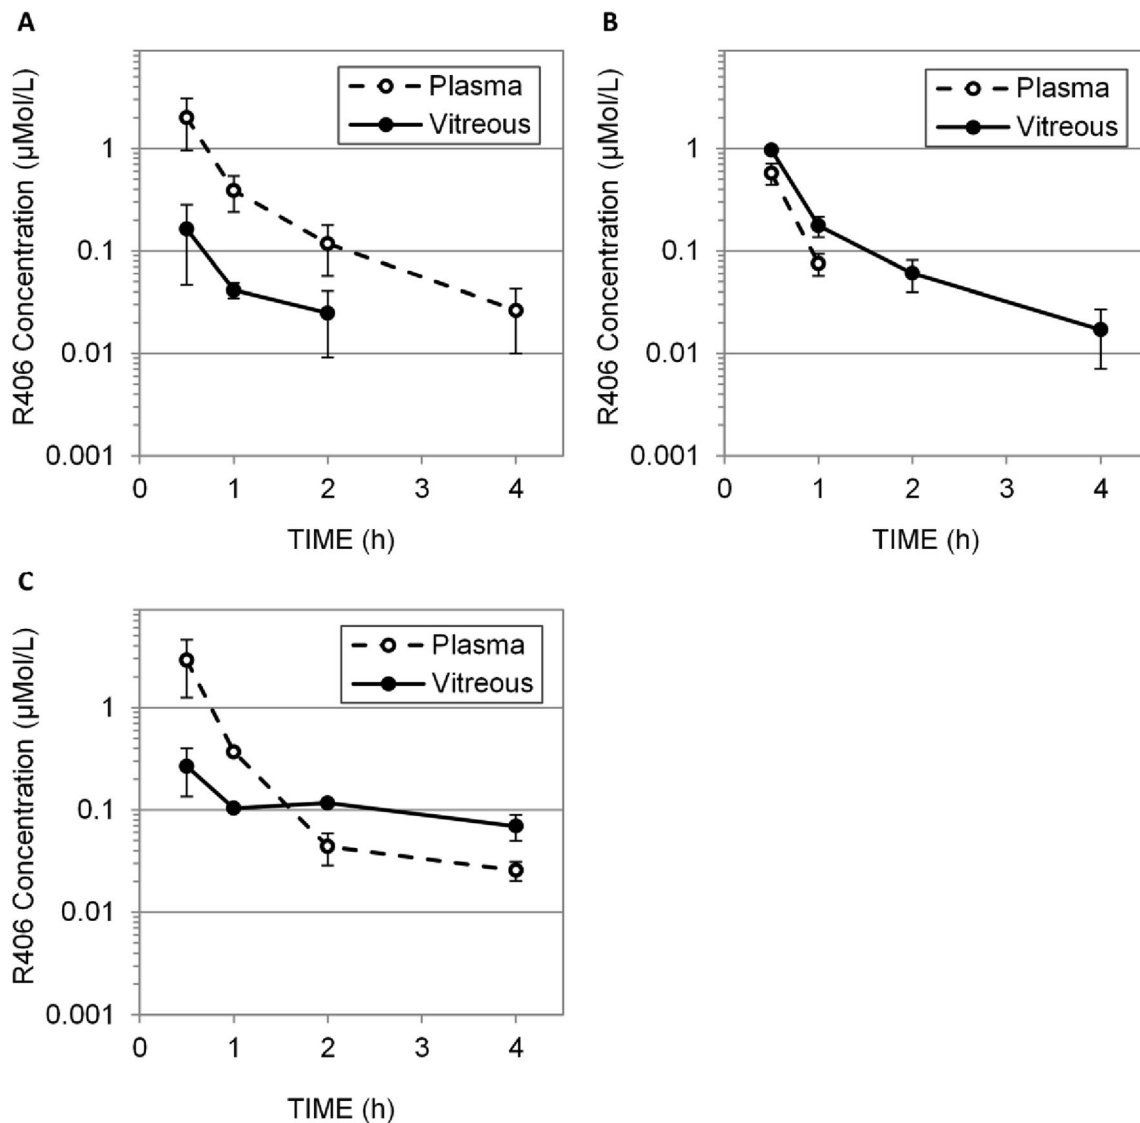 A
R406 Concentration (µMol/L)
Plasma
Vitreous
1
0.1
0.01
0.001
0 1 2 3 4
TIME (h)
B
R406 Concentration (µMol/L)
Plasma
Vitreous
1
0.1
0.01
0.001
0 1 2 3 4
TIME (h)
C
R406 Concentration (µMol/L)
Plasma
Vitreous
1
0.1
0.01
0.001
0 1 2 3 4
TIME (h)